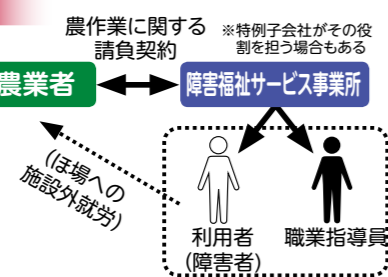 農作業に関する
請負契約
※特例子会社がその役
割を担う場合もある
農業者
障害福祉サービス事業所
(ほ場への
施設外就労)
利用者
(障害者)
職業指導員